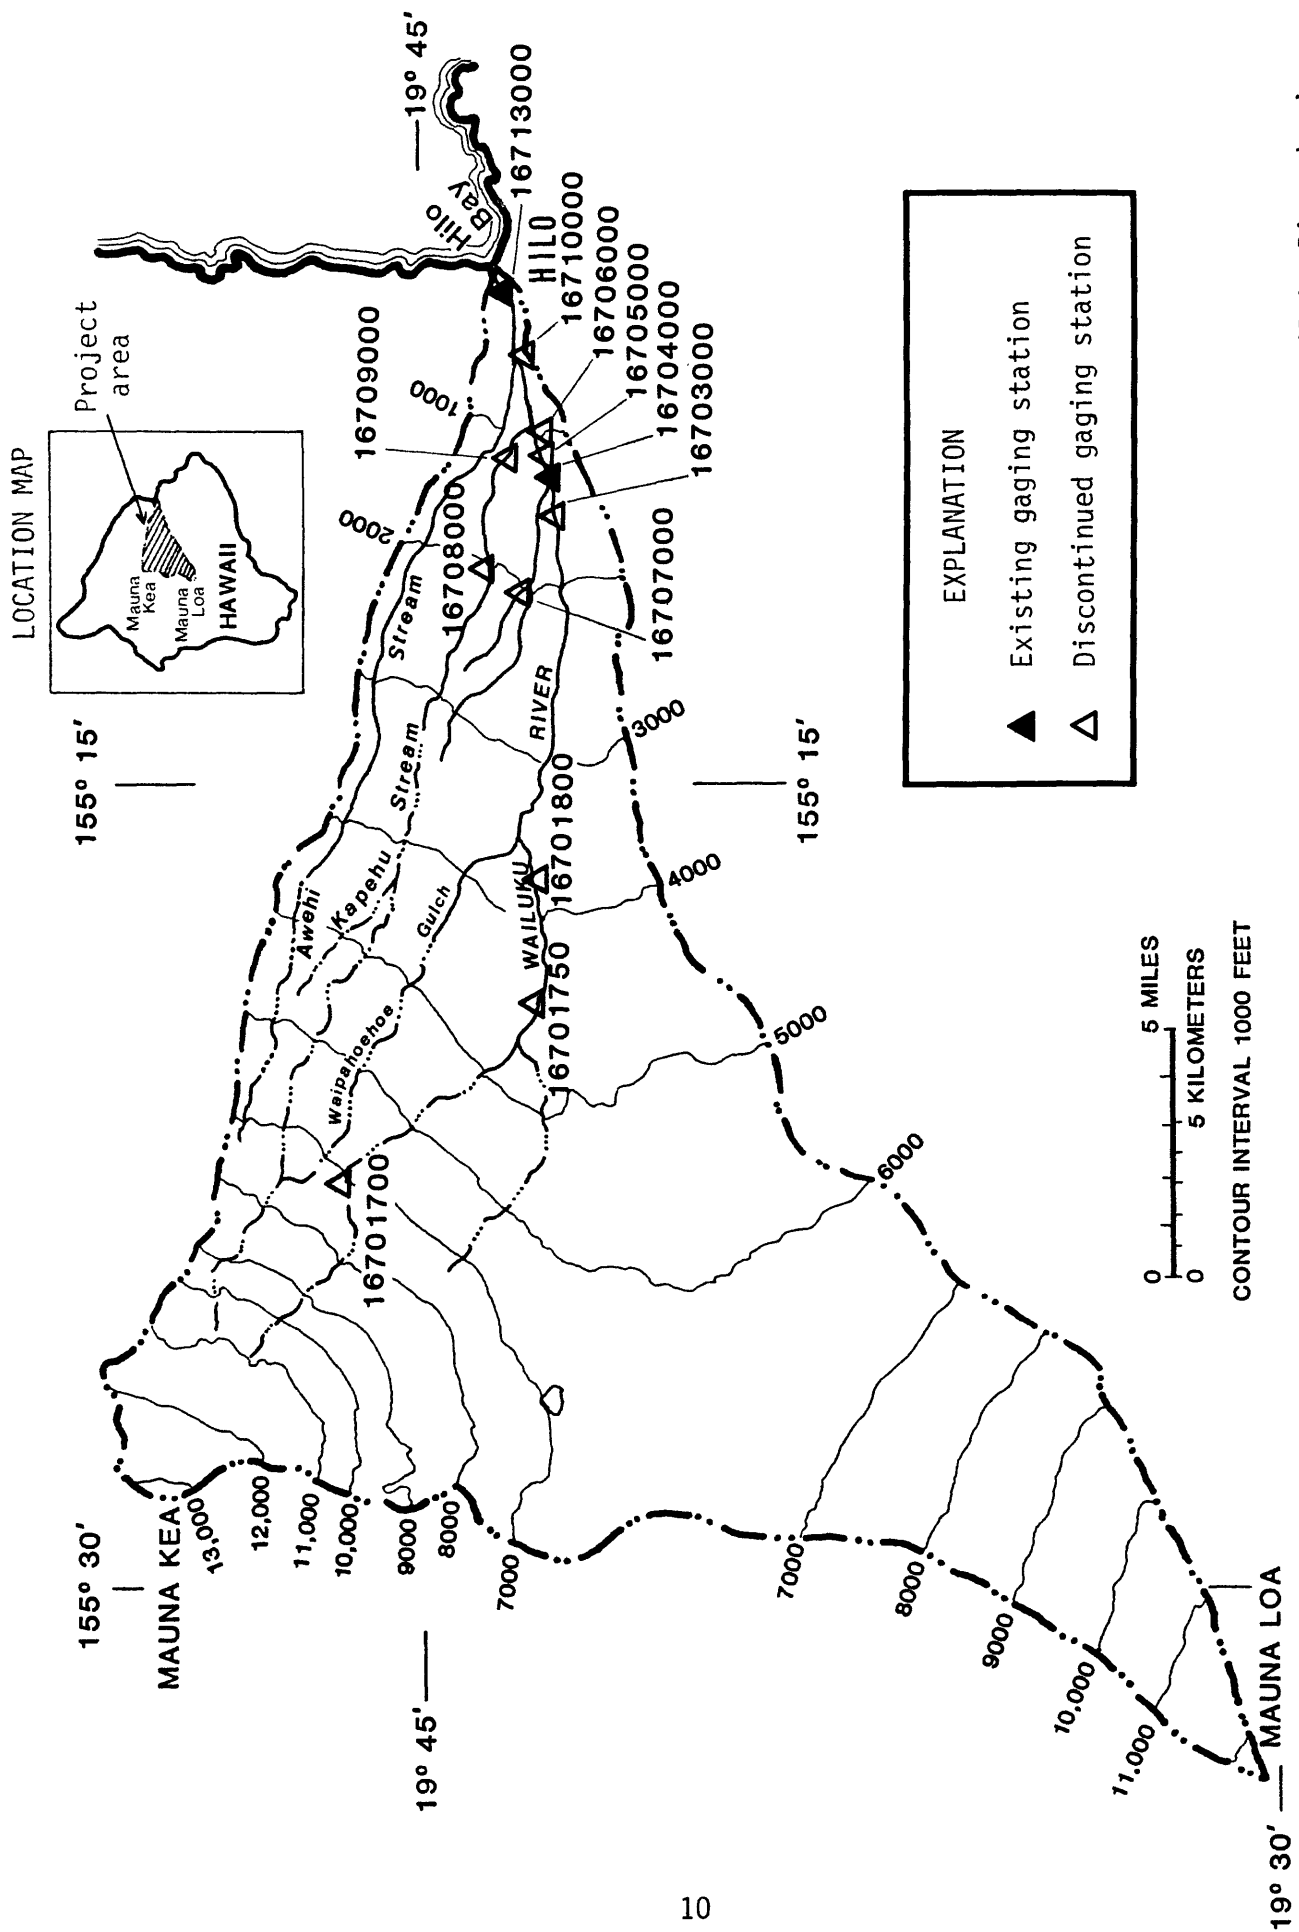 LOCATION MAP
Project
area
Mauna
Kea
Mauna
Loa
HAWAII
155° 30'
155° 15'
MAUNA KEA
13,000
12,000
11,000
10,000
9000
8000
7000
19° 45'
19° 45'
Hilo
Bay
HILO
16713000
16710000
16706000
16705000
16704000
16703000
16709000
16708000
16707000
1000
2000
3000
4000
5000
6000
Awehi
Stream
Kapehu
Stream
Waipahoehoe
Gulch
WAILUKU
RIVER
16701800
16701750
16701700
155° 15'
7000
8000
9000
10,000
11,000
MAUNA LOA
19° 30'
EXPLANATION
Existing gaging station
Discontinued gaging station
0 5 MILES
0 5 KILOMETERS
CONTOUR INTERVAL 1000 FEET
10